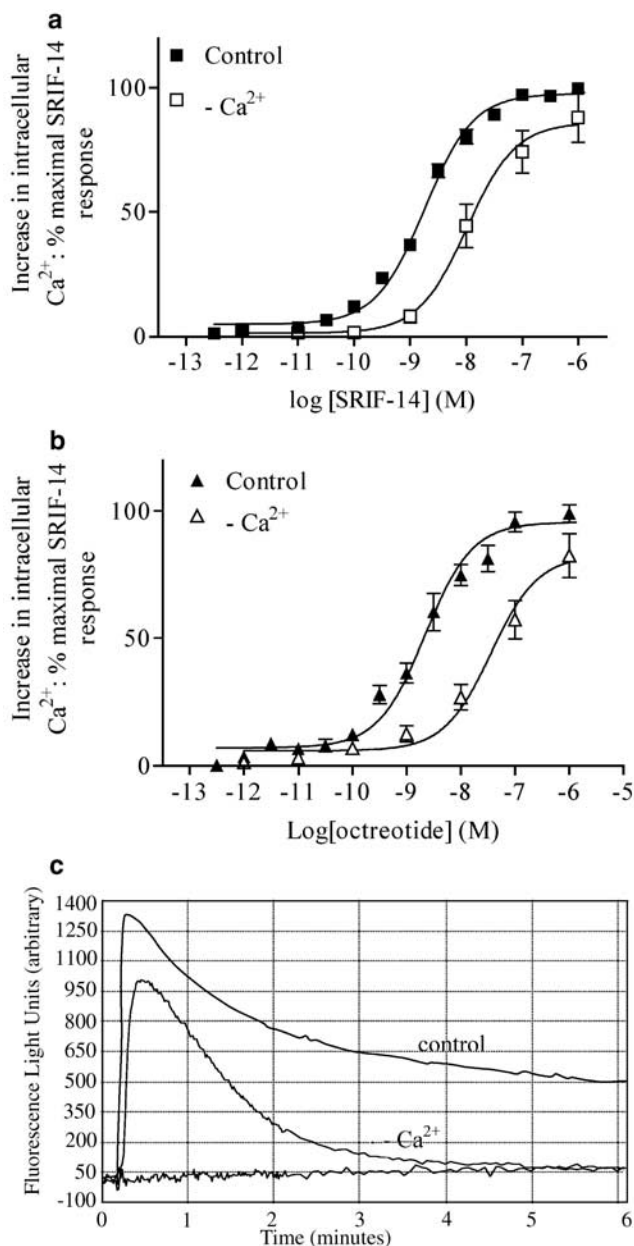 a
Control
- Ca²⁺
Increase in intracellular
Ca²⁺: % maximal SRIF-14
response
100
50
0
-13 -12 -11 -10 -9 -8 -7 -6
log [SRIF-14] (M)
b
Control
- Ca²⁺
Increase in intracellular
Ca²⁺: % maximal SRIF-14
response
100
50
0
-13 -12 -11 -10 -9 -8 -7 -6 -5
Log[octreotide] (M)
c
Fluorescence Light Units (arbitrary)
1400
1250
1100
950
800
650
500
350
200
50
-100
control
- Ca²⁺
0 1 2 3 4 5 6
Time (minutes)